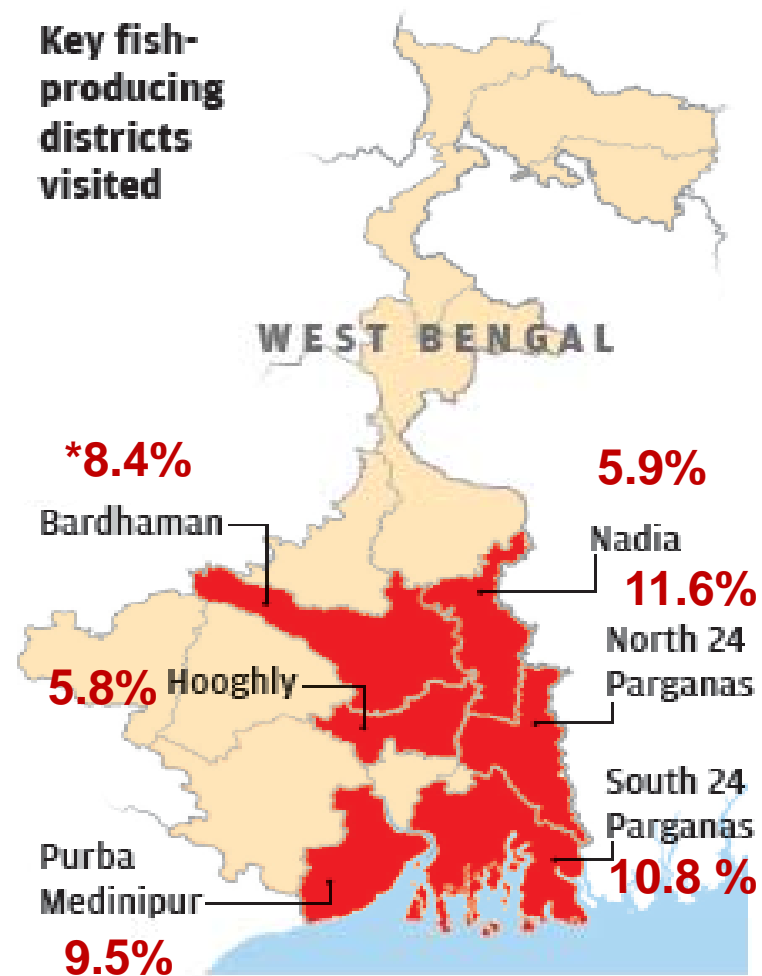 Key fish-
producing
districts
visited
WEST BENGAL
*8.4%
Bardhaman
5.9%
Nadia
11.6%
North 24
Parganas
5.8% Hooghly
South 24
Parganas
10.8 %
Purba
Medinipur
9.5%